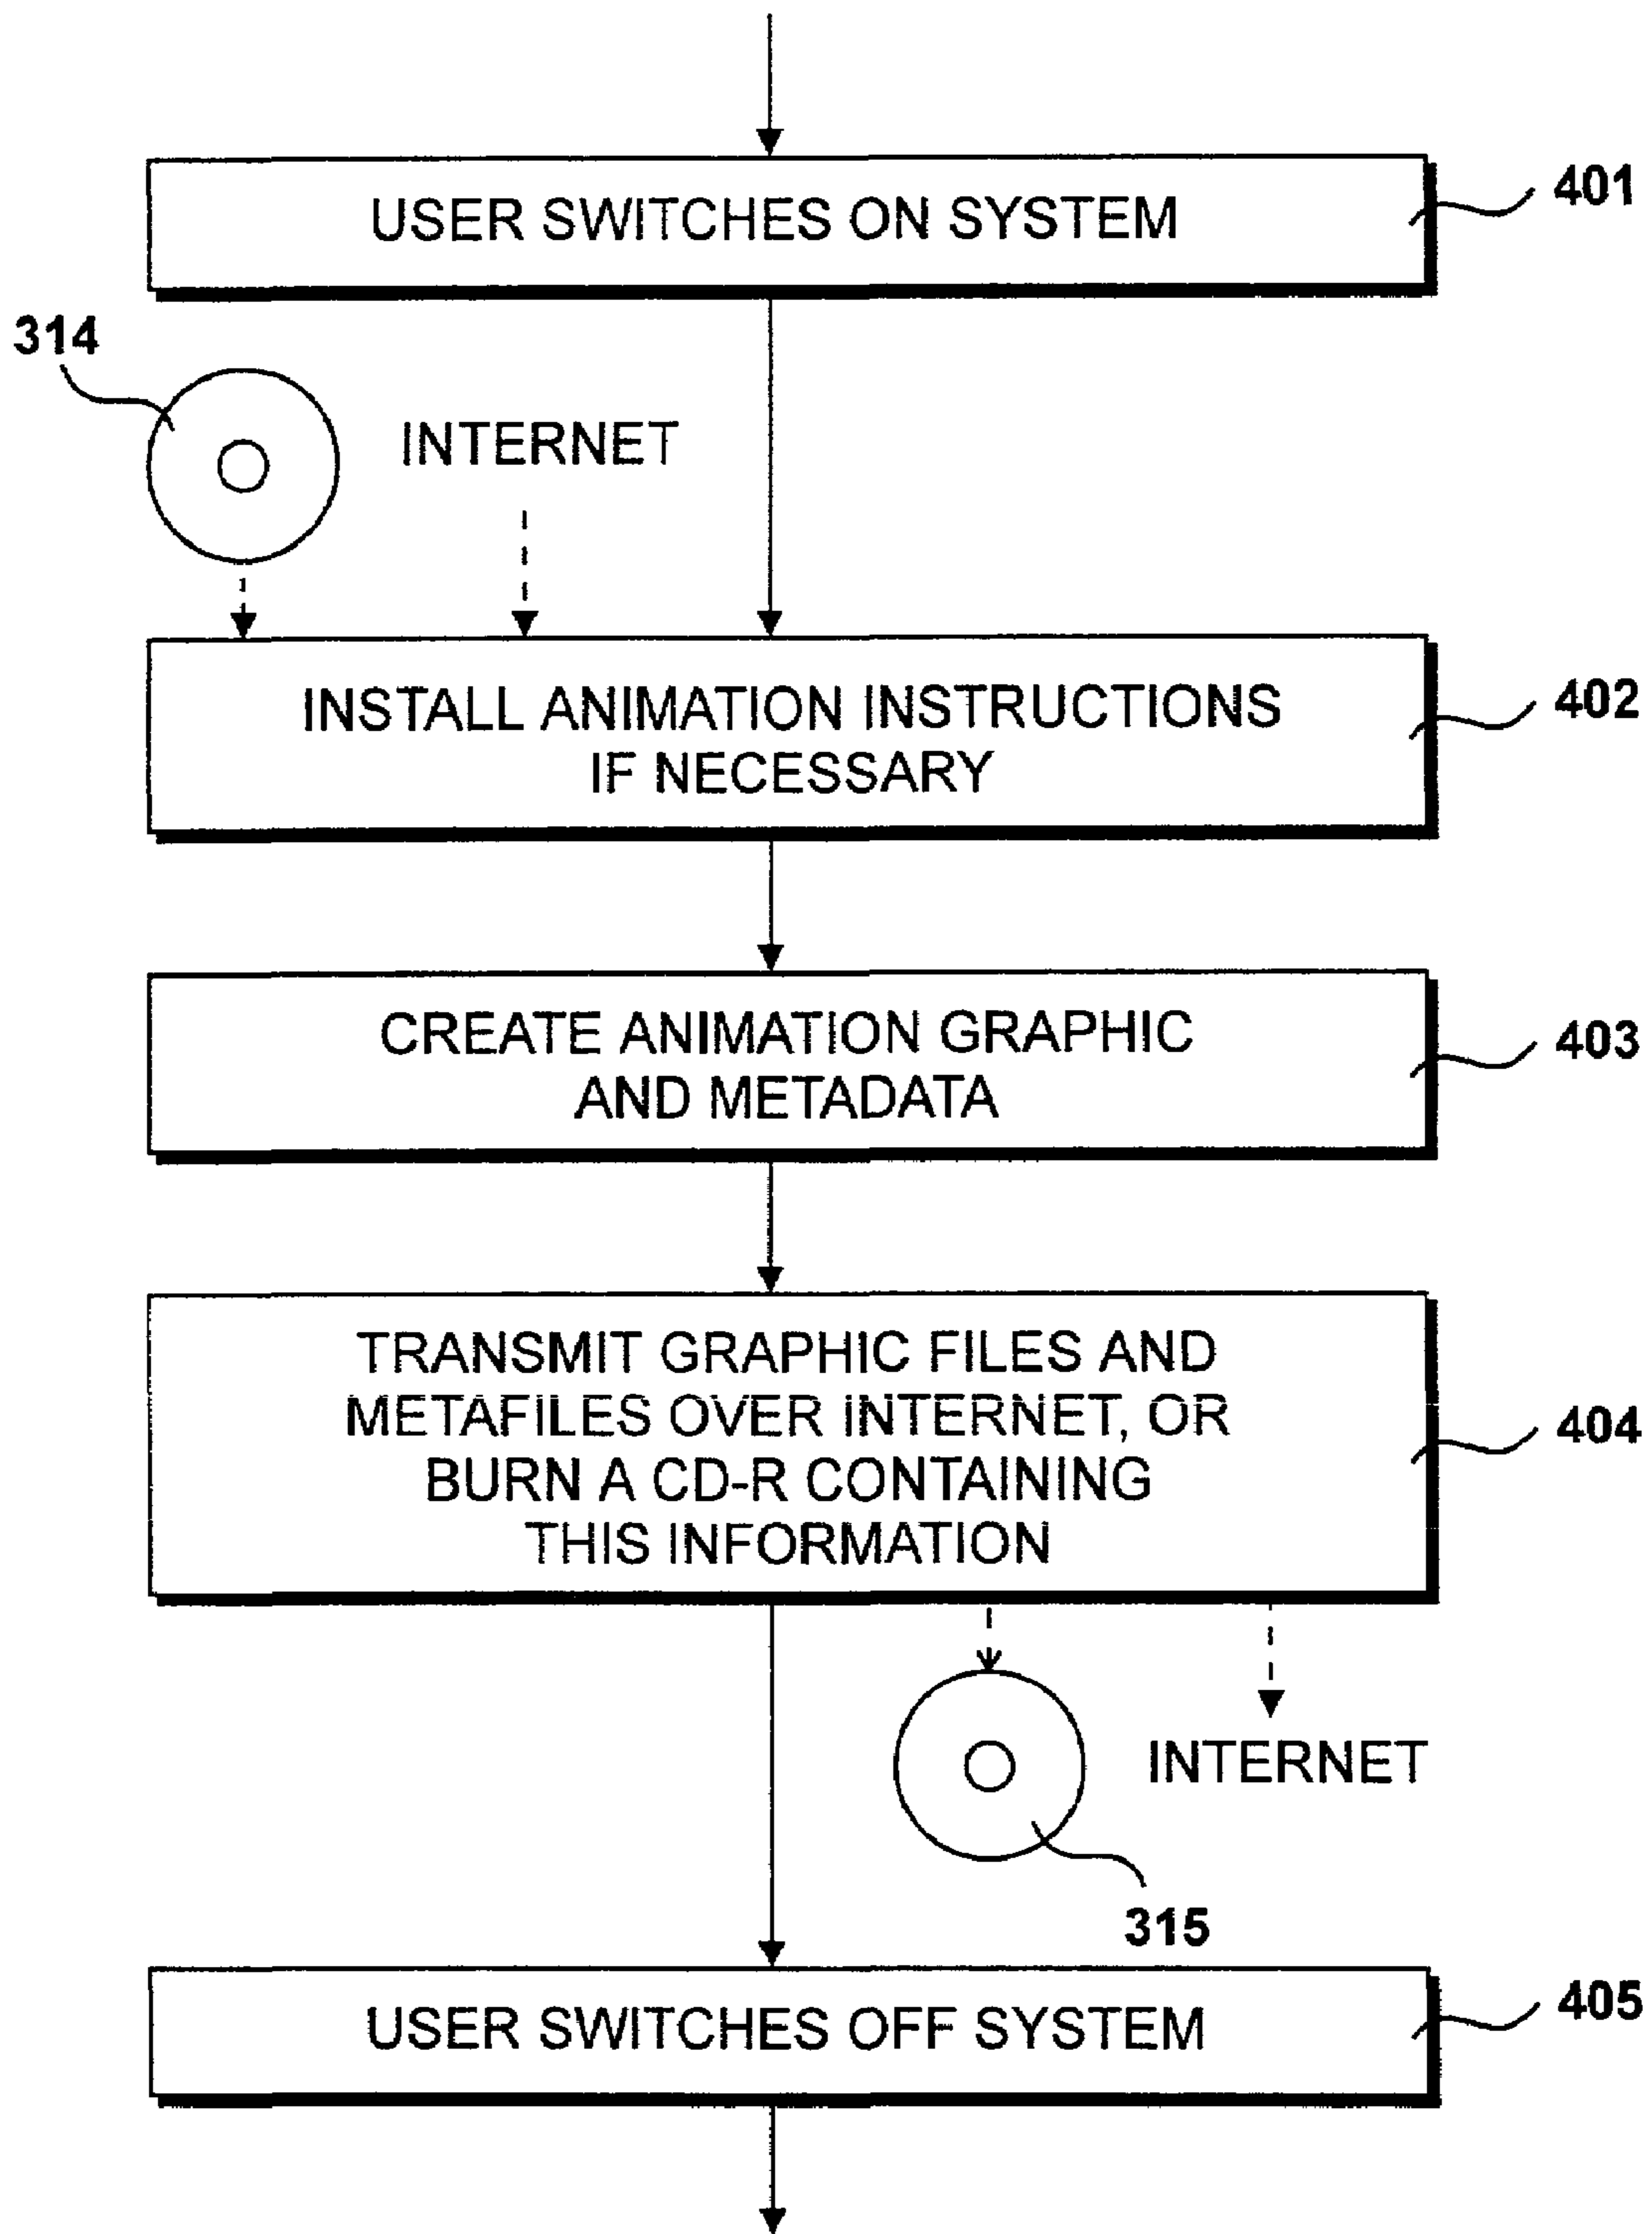 USER SWITCHES ON SYSTEM
401
314
INTERNET
INSTALL ANIMATION INSTRUCTIONS
IF NECESSARY
402
CREATE ANIMATION GRAPHIC
AND METADATA
403
TRANSMIT GRAPHIC FILES AND
METAFILES OVER INTERNET, OR
BURN A CD-R CONTAINING
THIS INFORMATION
404
INTERNET
315
USER SWITCHES OFF SYSTEM
405